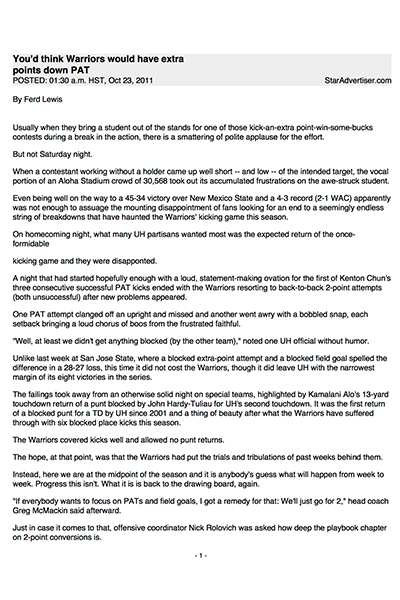 You'd think Warriors would have extra
points down PAT
POSTED: 01:30 a.m. HST, Oct 23, 2011
StarAdvertiser.com
By Ferd Lewis
Usually when they bring a student out of the stands for one of those kick-an-extra point-win-some-bucks
contests during a break in the action, there is a smattering of polite applause for the effort.
But not Saturday night.
When a contestant working without a holder came up well short -- and low -- of the intended target, the vocal
portion of an Aloha Stadium crowd of 30,568 took out its accumulated frustrations on the awe-struck student.
Even being well on the way to a 45-34 victory over New Mexico State and a 4-3 record (2-1 WAC) apparently
was not enough to assuage the mounting disappointment of fans looking for an end to a seemingly endless
string of breakdowns that have haunted the Warriors' kicking game this season.
On homecoming night, what many UH partisans wanted most was the expected return of the once-
formidable
kicking game and they were disapponted.
A night that had started hopefully enough with a loud, statement-making ovation for the first of Kenton Chun's
three consecutive successful PAT kicks ended with the Warriors resorting to back-to-back 2-point attempts
(both unsuccessful) after new problems appeared.
One PAT attempt clanged off an upright and missed and another went awry with a bobbled snap, each
setback bringing a loud chorus of boos from the frustrated faithful.
"Well, at least we didn't get anything blocked (by the other team)," noted one UH official without humor.
Unlike last week at San Jose State, where a blocked extra-point attempt and a blocked field goal spelled the
difference in a 28-27 loss, this time it did not cost the Warriors, though it did leave UH with the narrowest
margin of its eight victories in the series.
The failings took away from an otherwise solid night on special teams, highlighted by Kamalani Alo's 13-yard
touchdown return of a punt blocked by John Hardy-Tuliau for UH's second touchdown. It was the first return
of a blocked punt for a TD by UH since 2001 and a thing of beauty after what the Warriors have suffered
through with six blocked place kicks this season.
The Warriors covered kicks well and allowed no punt returns.
The hope, at that point, was that the Warriors had put the trials and tribulations of past weeks behind them.
Instead, here we are at the midpoint of the season and it is anybody's guess what will happen from week to
week. Progress this isn't. What it is is back to the drawing board, again.
"If everybody wants to focus on PATs and field goals, I got a remedy for that: We'll just go for 2," head coach
Greg McMackin said afterward.
Just in case it comes to that, offensive coordinator Nick Rolovich was asked how deep the playbook chapter
on 2-point conversions is.
- 1 -